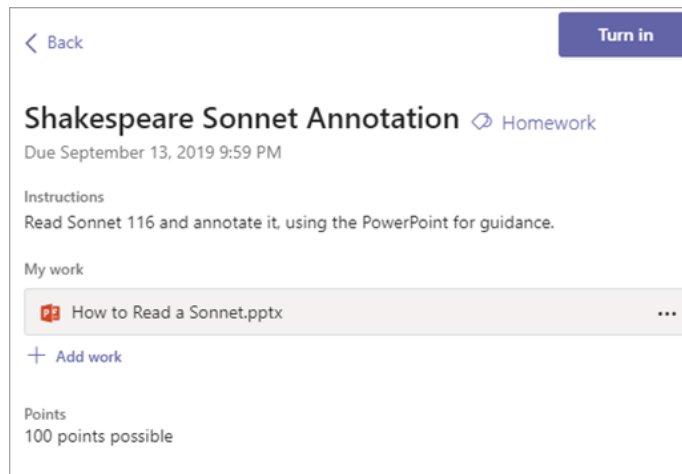 Back
Turn in
Shakespeare Sonnet Annotation Homework
Due September 13, 2019 9:59 PM
Instructions
Read Sonnet 116 and annotate it, using the PowerPoint for guidance.
My work
How to Read a Sonnet.pptx
Add work
Points
100 points possible